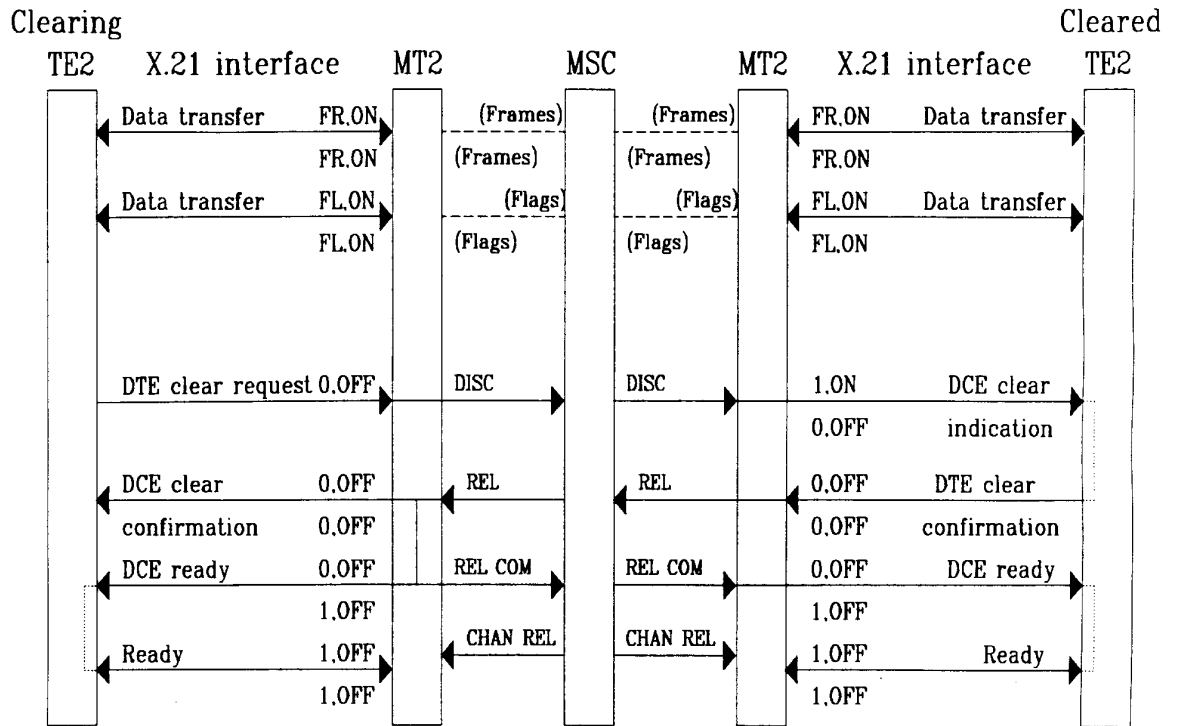 Clearing Cleared
TE2 X.21 interface MT2 MSC MT2 X.21 interface TE2
Data transfer FR,ON (Frames) (Frames) FR,ON Data transfer
FR,ON (Frames) (Frames) FR,ON
Data transfer FL,ON (Flags) (Flags) FL,ON Data transfer
FL,ON (Flags) (Flags) FL,ON
DTE clear request 0,OFF DISC DISC 1,ON DCE clear
0,OFF indication
DCE clear 0,OFF REL REL 0,OFF DTE clear
confirmation 0,OFF 0,OFF confirmation
DCE ready 0,OFF REL COM REL COM 0,OFF DCE ready
1,OFF 1,OFF
Ready 1,OFF CHAN REL CHAN REL 1,OFF Ready
1,OFF 1,OFF